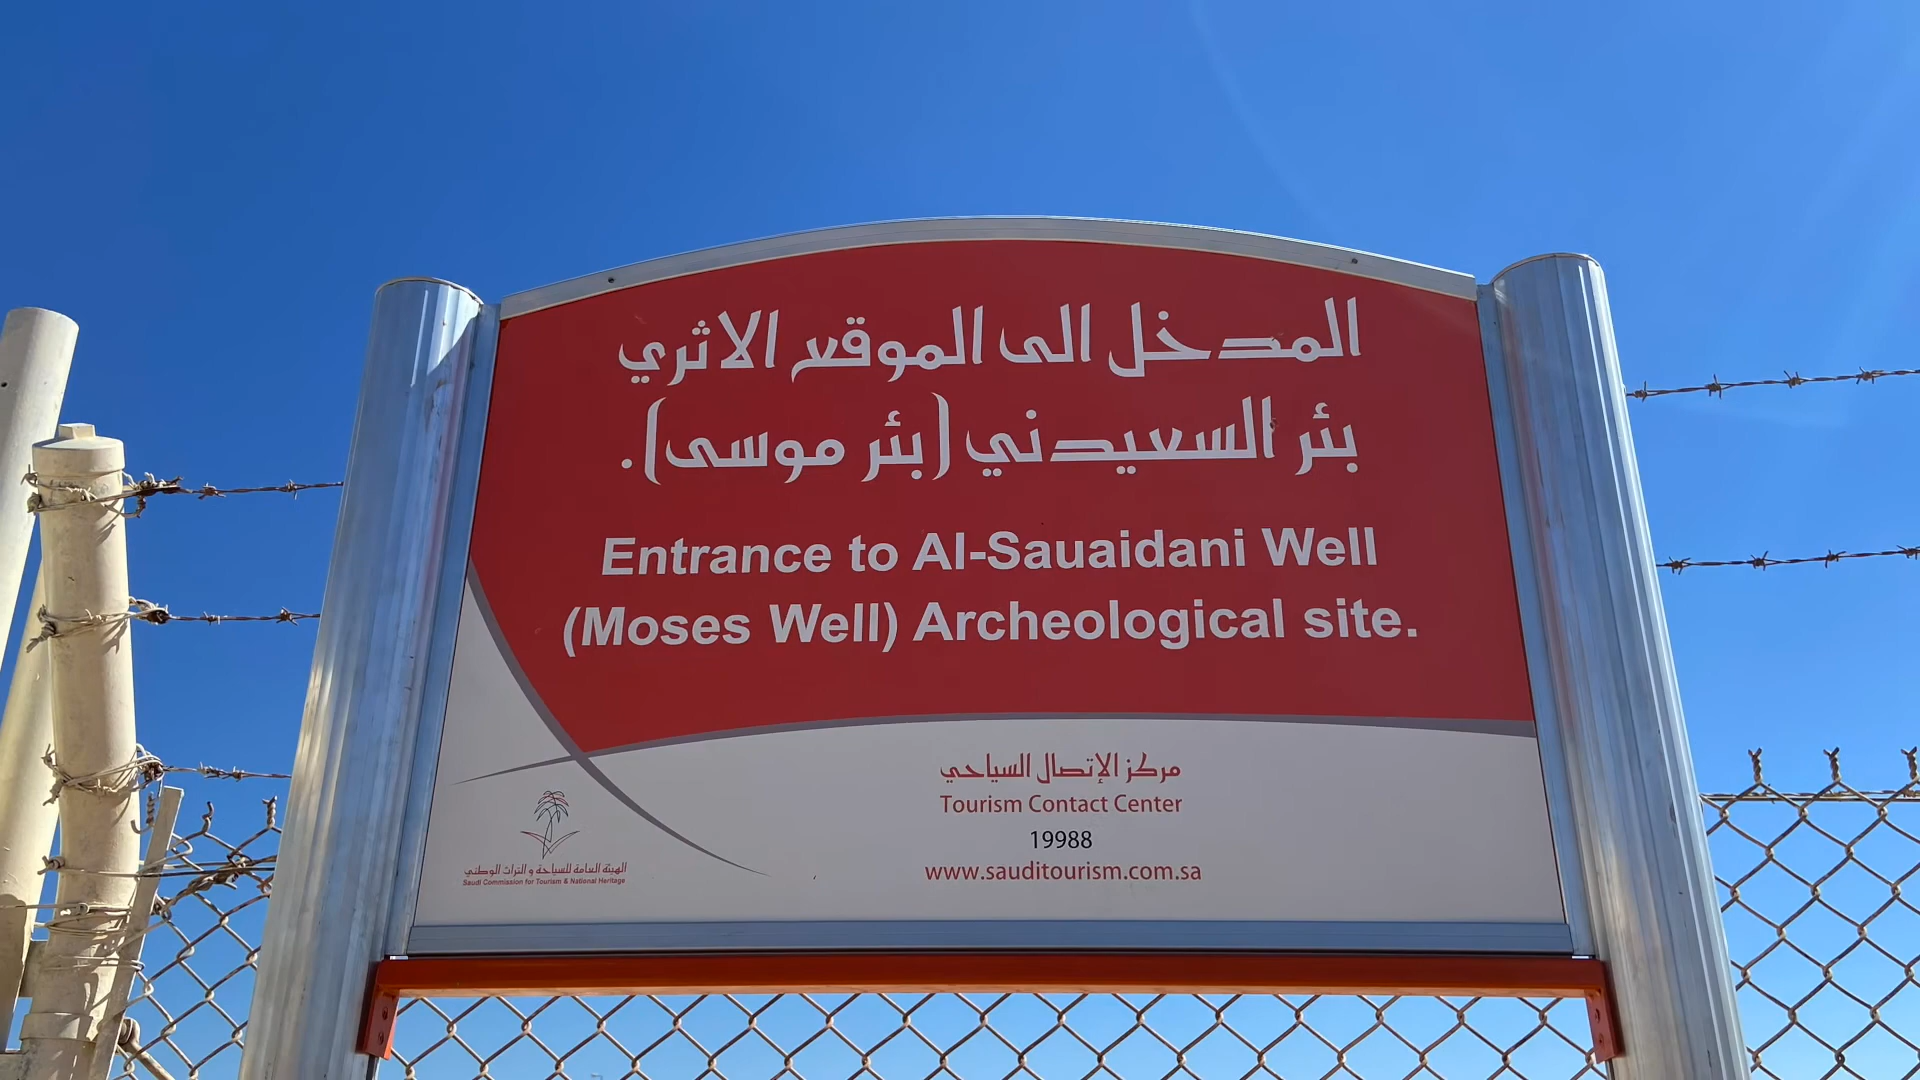 المدخل الى الموقع الاثري
بئر السعيدني (بئر موسى).
Entrance to Al-Sauaidani Well
(Moses Well) Archeological site.
مركز الإتصال السياحي
Tourism Contact Center
19988
www.sauditourism.com.sa
الهيئة العامة للسياحة و التراث الوطني
Saudi Commission for Tourism & National Heritage